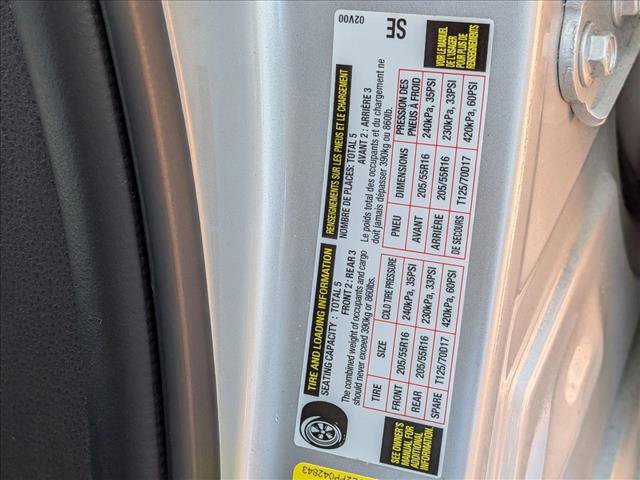 TIRE AND LOADING INFORMATION
SEATING CAPACITY : TOTAL 5
FRONT 2 : REAR 3
The combined weight of occupants and cargo
should never exceed 390kg or 860lbs.
TIRE SIZE COLD TIRE PRESSURE
FRONT 205/55R16 240kPa, 35PSI
REAR 205/55R16 230kPa, 33PSI
SPARE T125/70D17 420kPa, 60PSI
SEE OWNER'S
MANUAL FOR
ADDITIONAL
INFORMATION
RENSEIGNEMENTS SUR LES PNEUS ET LE CHARGEMENT
NOMBRE DE PLACES: TOTAL 5
AVANT 2 : ARRIÈRE 3
Le poids total des occupants et du chargement ne
doit jamais dépasser 390kg or 860lb.
PNEU DIMENSIONS PRESSION DES
PNEUS À FROID
AVANT 205/55R16 240kPa, 35PSI
ARRIÈRE 205/55R16 230kPa, 33PSI
DE SECOURS T125/70D17 420kPa, 60PSI
VOIR LE MANUEL
DE L'USAGER
POUR PLUS DE
RENSEIGNEMENTS
02V00
SE